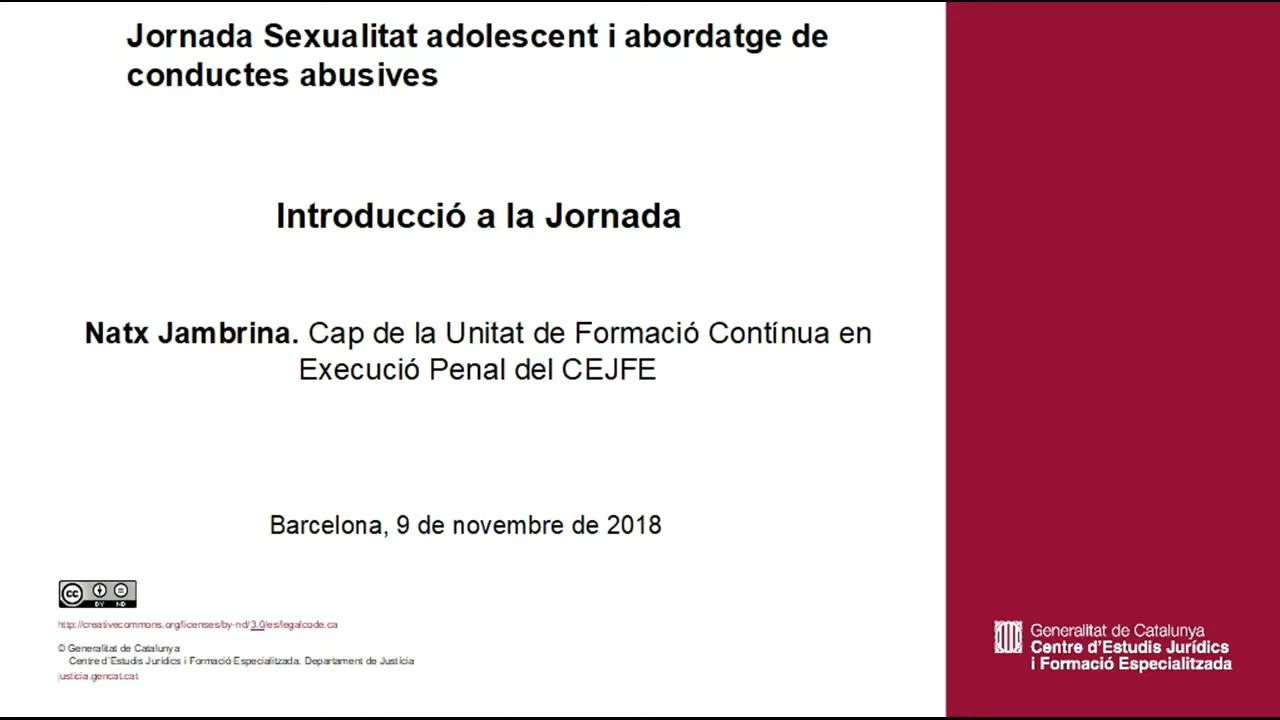 Jornada Sexualitat adolescent i abordatge de
conductes abusives
Introducció a la Jornada
Natx Jambrina. Cap de la Unitat de Formació Contínua en
Execució Penal del CEJFE
Barcelona, 9 de novembre de 2018
cc
BY ND
http://creativecommons.org/licenses/by-nd/3.0/es/legalcode.ca
© Generalitat de Catalunya
Centre d'Estudis Jurídics i Formació Especialitzada. Departament de Justícia
justicia.gencat.cat
Generalitat de Catalunya
Centre d'Estudis Jurídics
i Formació Especialitzada